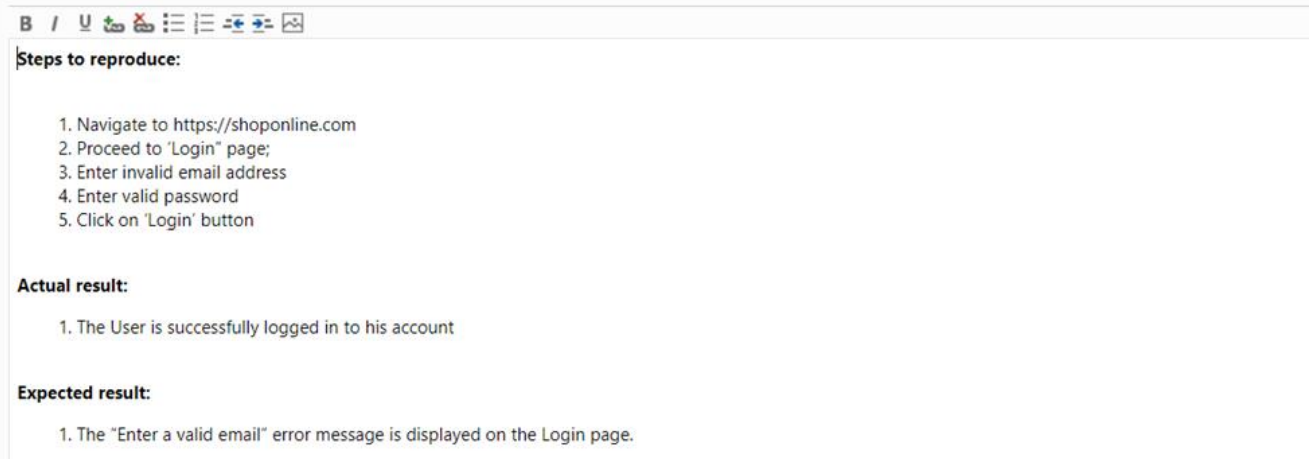 B I U
Steps to reproduce:
1. Navigate to https://shoponline.com
2. Proceed to ‘Login” page;
3. Enter invalid email address
4. Enter valid password
5. Click on ‘Login’ button
Actual result:
1. The User is successfully logged in to his account
Expected result:
1. The “Enter a valid email” error message is displayed on the Login page.